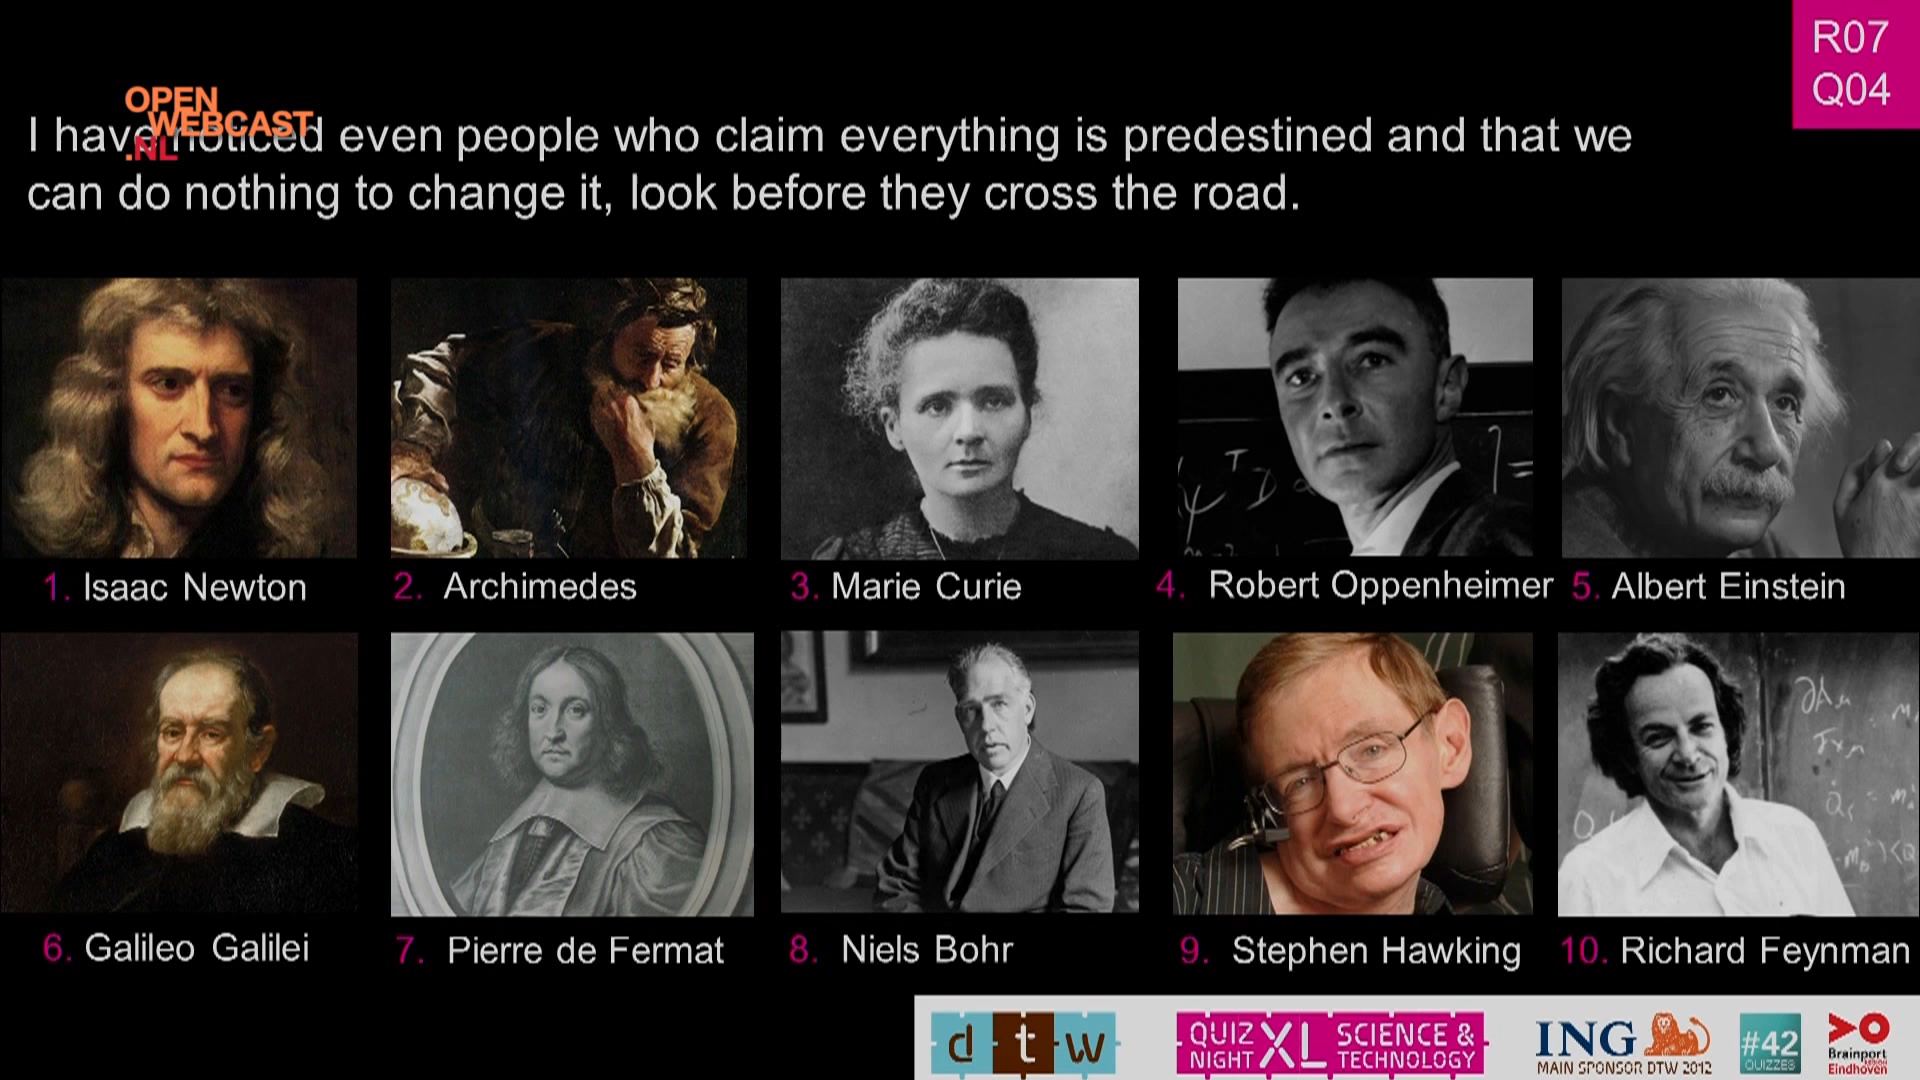 R07
Q04
OPEN
WEBCAST
.NL
I have noticed even people who claim everything is predestined and that we
can do nothing to change it, look before they cross the road.
1. Isaac Newton
2. Archimedes
3. Marie Curie
4. Robert Oppenheimer
5. Albert Einstein
6. Galileo Galilei
7. Pierre de Fermat
8. Niels Bohr
9. Stephen Hawking
10. Richard Feynman
dtw
QUIZ NIGHT XL SCIENCE & TECHNOLOGY
ING
MAIN SPONSOR DTW 2012
#42
QUIZZES
Brainport
Eindhoven